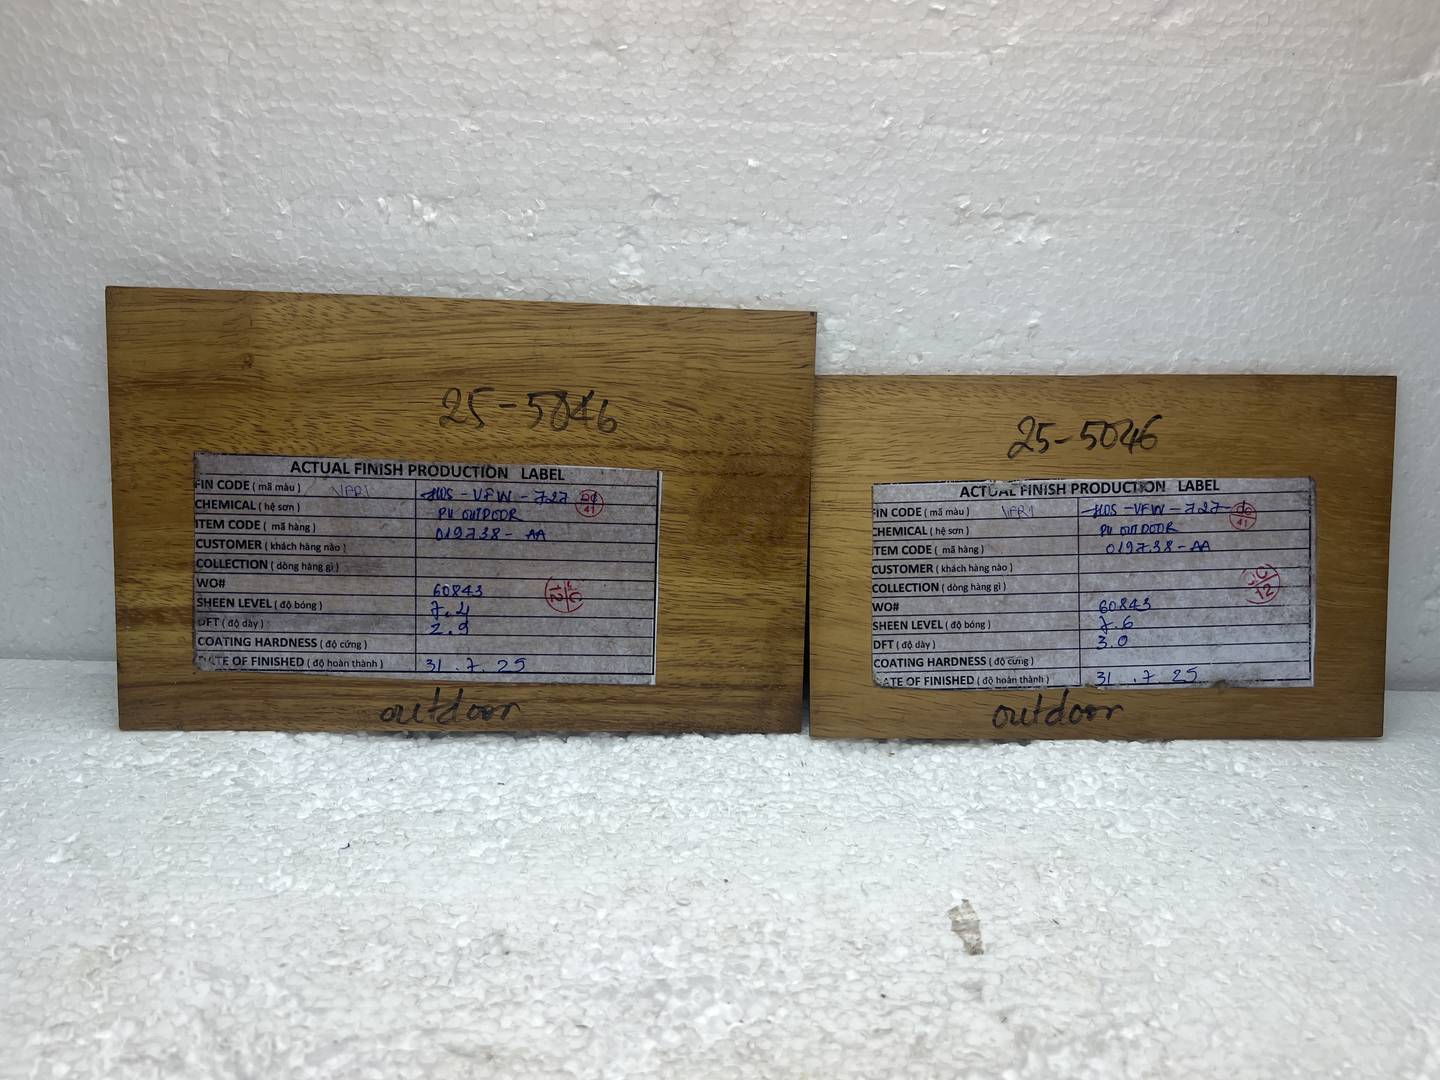 25-5046
ACTUAL FINISH PRODUCTION LABEL
FIN CODE ( mã màu ) VFR1 HDS-VFW-727
CHEMICAL ( hệ sơn ) PU OUTDOOR
ITEM CODE ( mã hàng ) 019738-AA
CUSTOMER ( khách hàng nào )
COLLECTION ( dòng hàng gì )
WO# 60843
SHEEN LEVEL ( độ bóng ) 7.4
DFT ( độ dày ) 2.9
COATING HARDNESS ( độ cứng )
DATE OF FINISHED ( độ hoàn thành ) 31.7.25
outdoor
25-5046
ACTUAL FINISH PRODUCTION LABEL
FIN CODE ( mã màu ) VFR1 HDS-VFW-727
CHEMICAL ( hệ sơn ) PU OUTDOOR
ITEM CODE ( mã hàng ) 019738-AA
CUSTOMER ( khách hàng nào )
COLLECTION ( dòng hàng gì )
WO# 60843
SHEEN LEVEL ( độ bóng ) 7.6
DFT ( độ dày ) 3.0
COATING HARDNESS ( độ cứng )
ATE OF FINISHED ( độ hoàn thành ) 31.7 25
outdoor